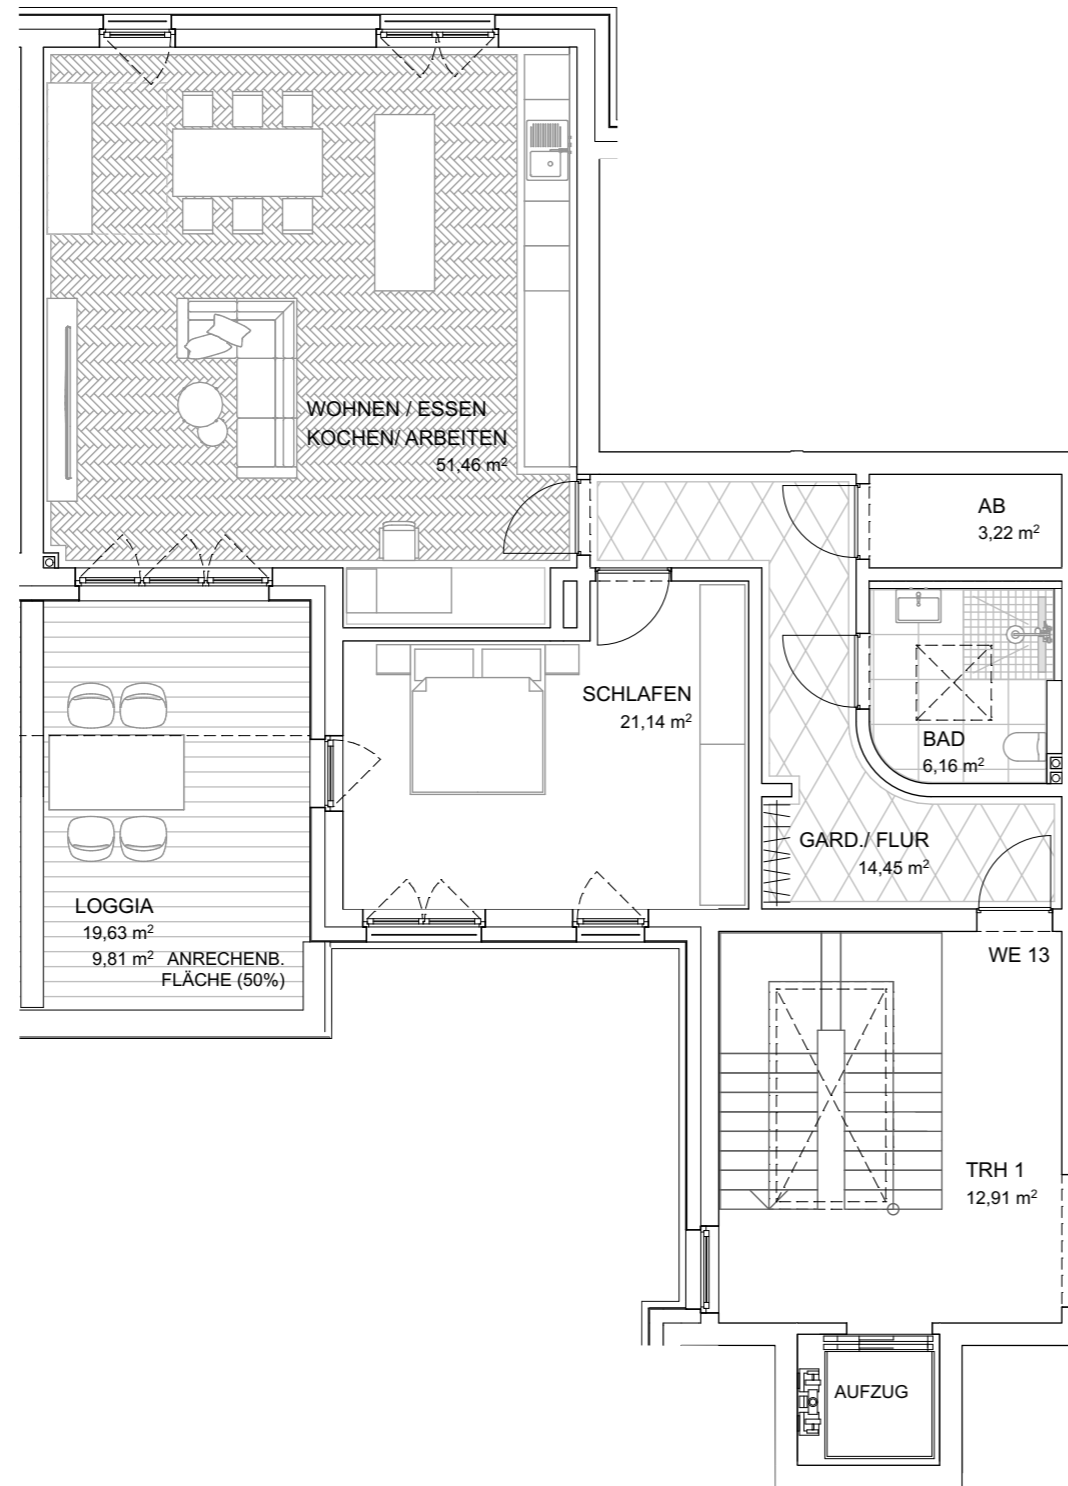 WOHNEN / ESSEN
KOCHEN/ ARBEITEN
51,46 m²
AB
3,22 m²
SCHLAFEN
21,14 m²
BAD
6,16 m²
GARD./ FLUR
14,45 m²
LOGGIA
19,63 m²
9,81 m² ANRECHENB.
FLÄCHE (50%)
WE 13
TRH 1
12,91 m²
AUFZUG